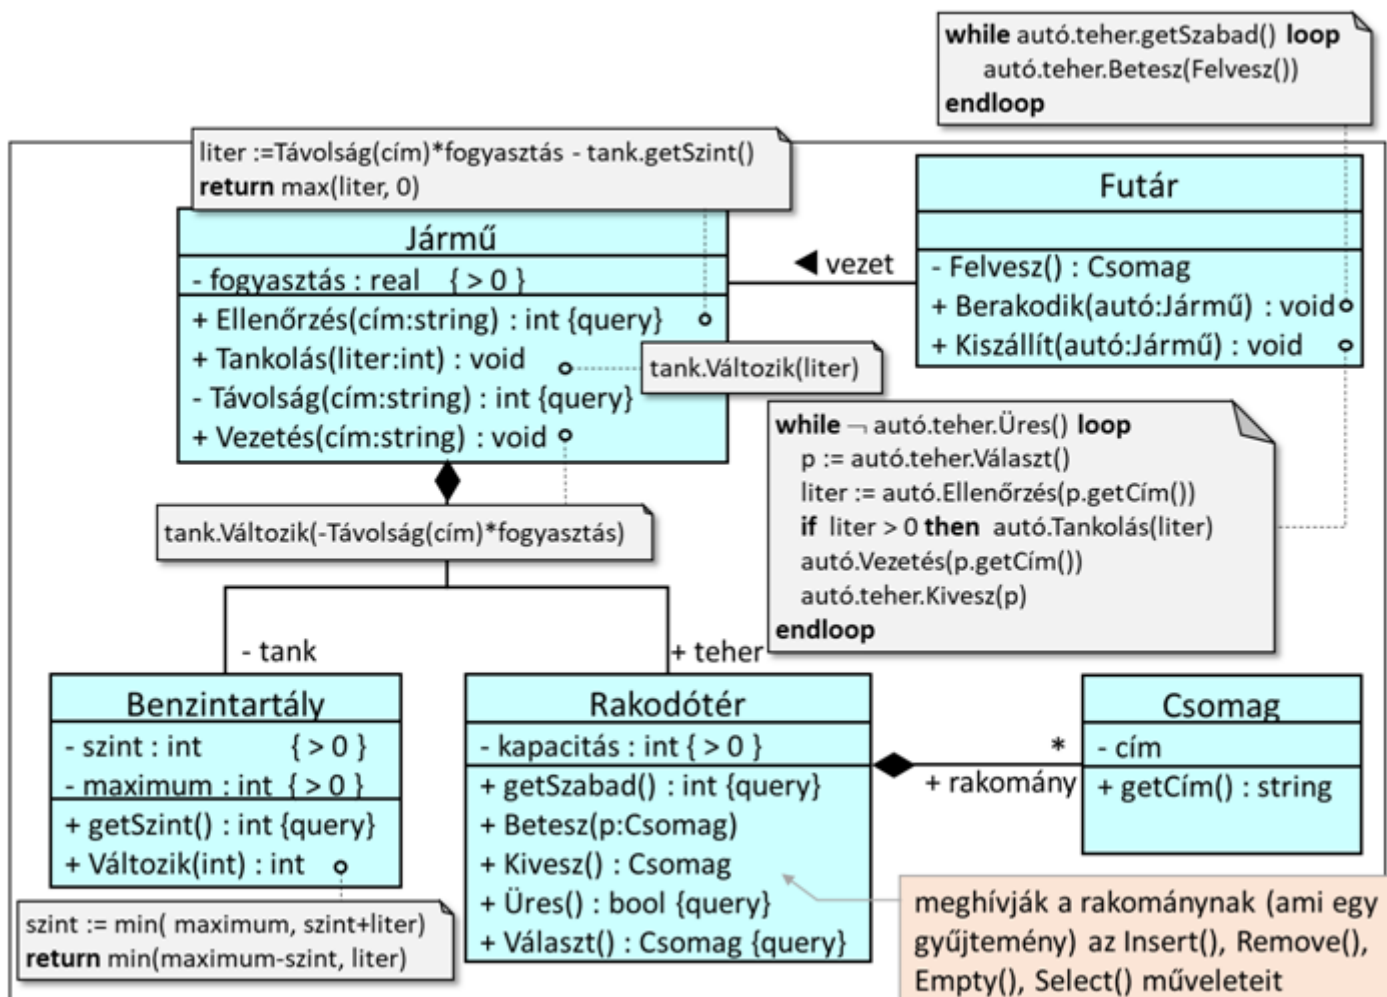 while autó.teher.getSzabad() loop
autó.teher.Betesz(Felvesz())
endloop
liter :=Távolság(cím)*fogyasztás - tank.getSzint()
return max(liter, 0)
Jármű
- fogyasztás : real { > 0 }
+ Ellenőrzés(cím:string) : int {query}
+ Tankolás(liter:int) : void
- Távolság(cím:string) : int {query}
+ Vezetés(cím:string) : void
◀ vezet
Futár
- Felvesz() : Csomag
+ Berakodik(autó:Jármű) : void
+ Kiszállít(autó:Jármű) : void
tank.Változik(liter)
while ¬ autó.teher.Üres() loop
p := autó.teher.Választ()
liter := autó.Ellenőrzés(p.getCím())
if liter > 0 then autó.Tankolás(liter)
autó.Vezetés(p.getCím())
autó.teher.Kivesz(p)
endloop
tank.Változik(-Távolság(cím)*fogyasztás)
- tank
+ teher
Benzintartály
- szint : int { > 0 }
- maximum : int { > 0 }
+ getSzint() : int {query}
+ Változik(int) : int
szint := min( maximum, szint+liter)
return min(maximum-szint, liter)
Rakodótér
- kapacitás : int { > 0 }
+ getSzabad() : int {query}
+ Betesz(p:Csomag)
+ Kivesz() : Csomag
+ Üres() : bool {query}
+ Választ() : Csomag {query}
*
+ rakomány
Csomag
- cím
+ getCím() : string
meghívják a rakománynak (ami egy
gyűjtemény) az Insert(), Remove(),
Empty(), Select() műveleteit